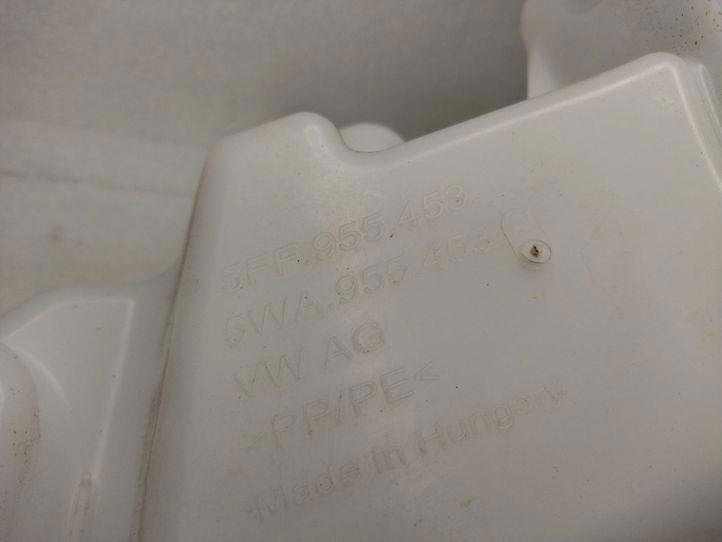 5FF.955.453
5WA.955.453
VW AG
>PP/PE<
Made in Hungary